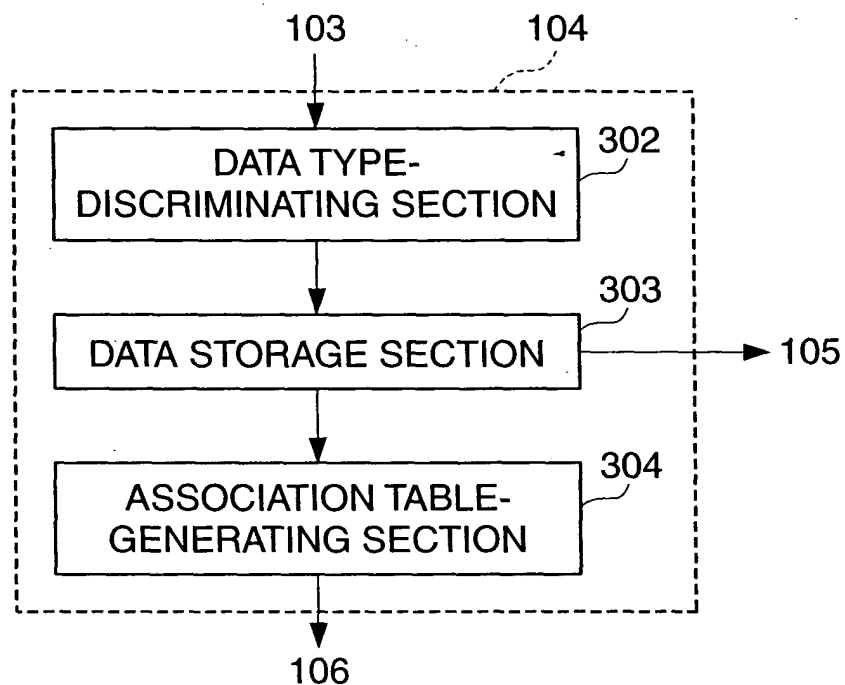 103
104
DATA TYPE-
DISCRIMINATING SECTION
302
303
DATA STORAGE SECTION
105
304
ASSOCIATION TABLE-
GENERATING SECTION
106